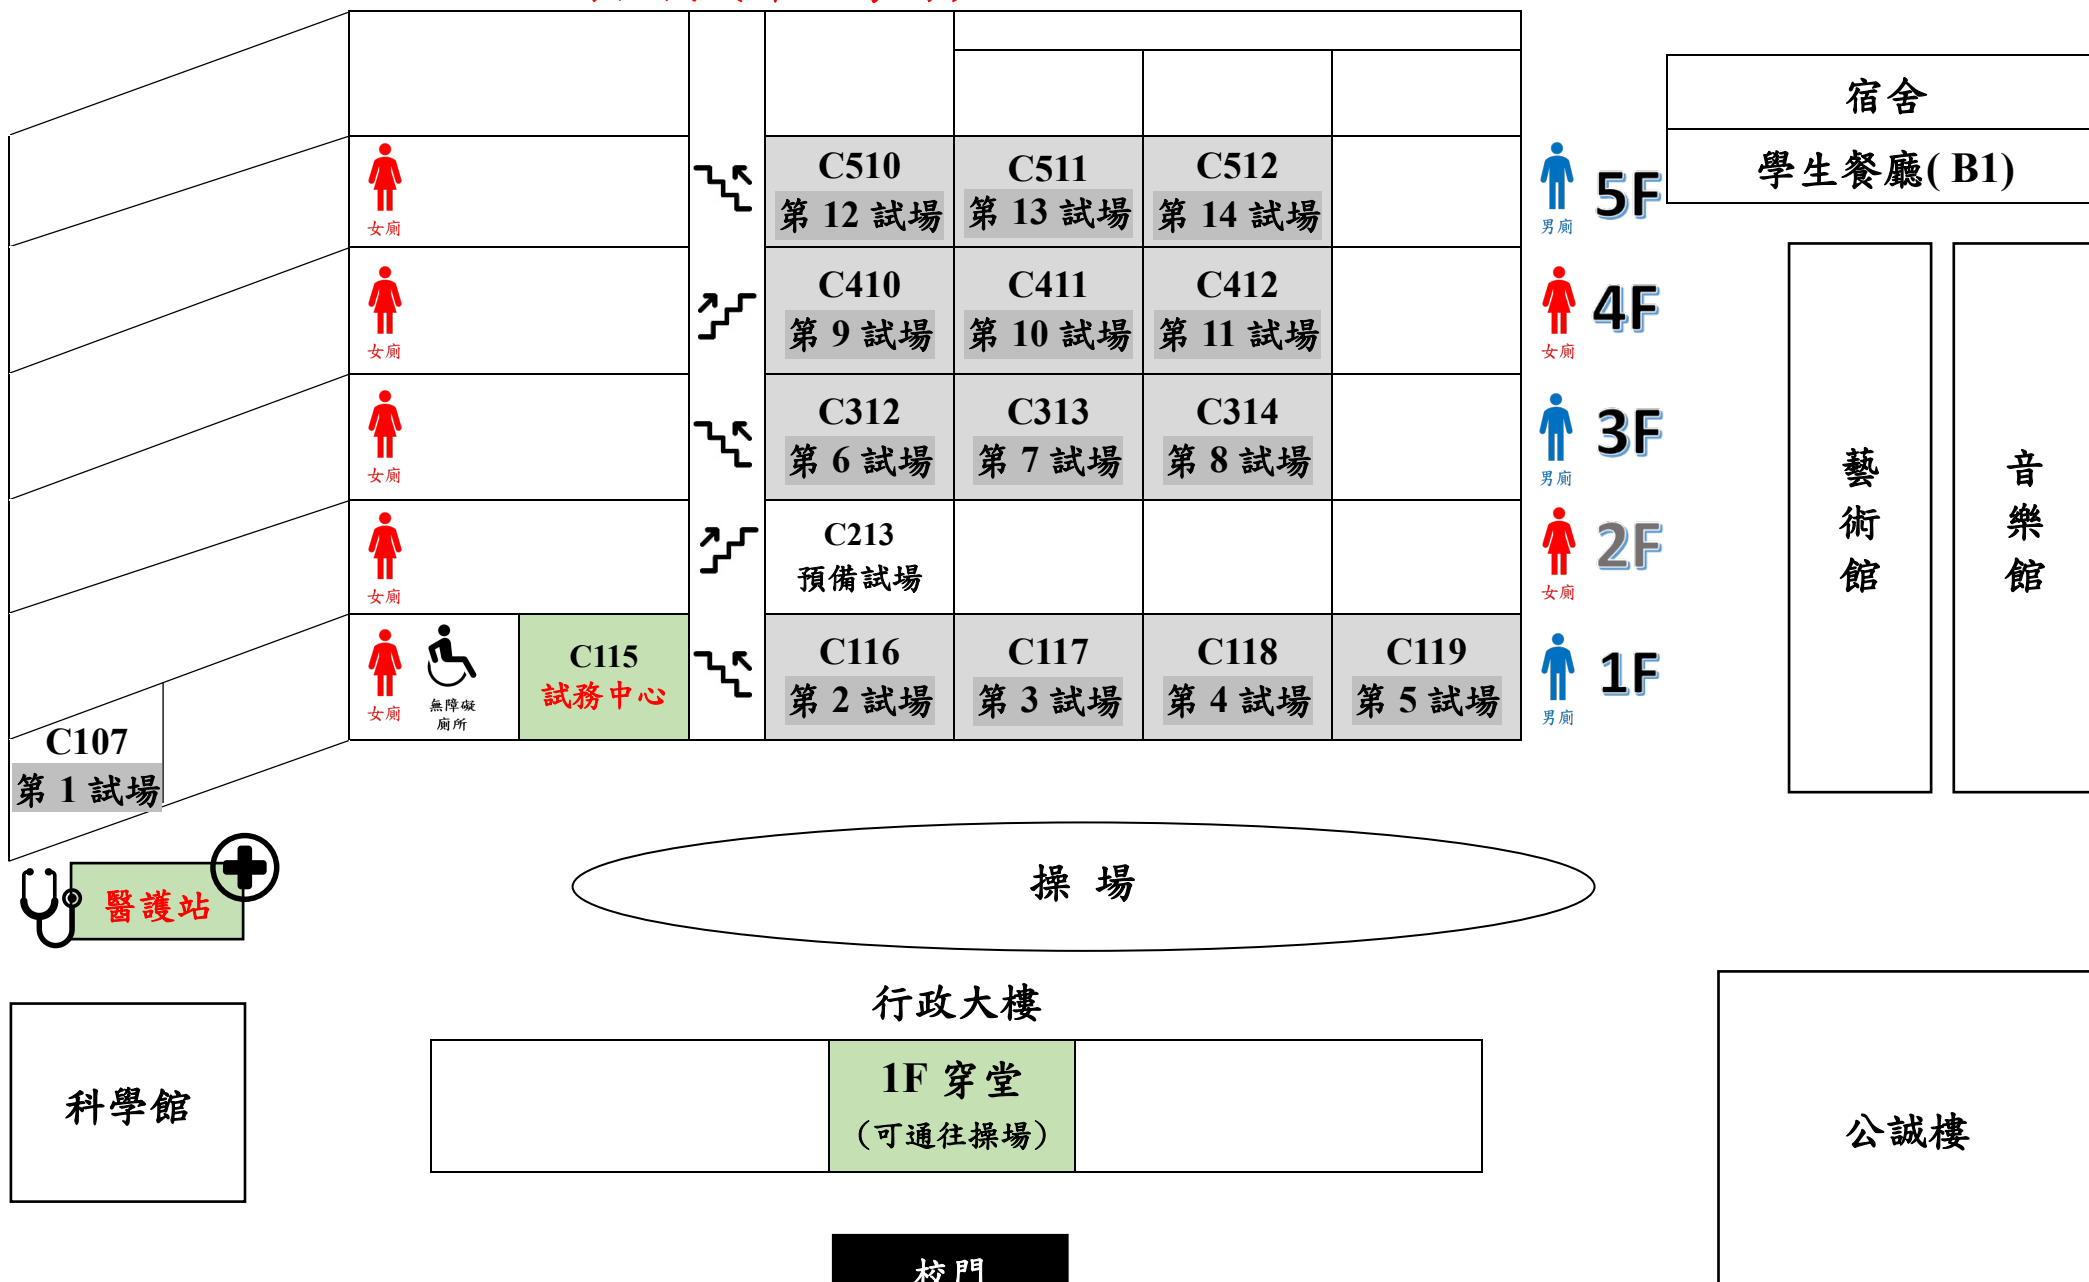 宿舍
學生餐廳( B1)
C510
第 12 試場
C511
第 13 試場
C512
第 14 試場
女廁
男廁
5F
C410
第 9 試場
C411
第 10 試場
C412
第 11 試場
女廁
女廁
4F
C312
第 6 試場
C313
第 7 試場
C314
第 8 試場
女廁
男廁
3F
C213
預備試場
女廁
女廁
2F
女廁
無障礙
廁所
C115
試務中心
C116
第 2 試場
C117
第 3 試場
C118
第 4 試場
C119
第 5 試場
男廁
1F
藝術館
音樂館
C107
第 1 試場
醫護站
操 場
行政大樓
1F 穿堂
(可通往操場)
科學館
公誠樓
校門